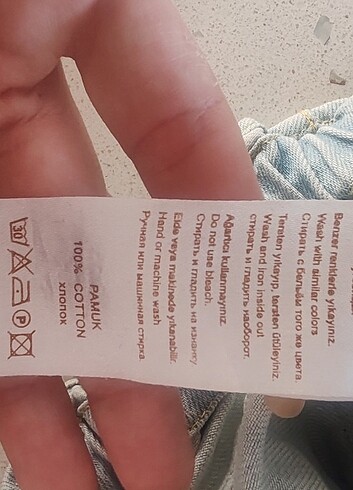 Benzer renklerle yıkayınız.
Wash with similar colors
Стирать с бельём того же цвета.
Tersten yıkayıp, tersten ütüleyiniz.
Wash and iron inside out
стирать и гладить наоборот.
Ağartıcı kullanmayınız.
Do not use bleach.
Стирать и гладить на изнанку
Elde veya makinede yıkanabilir.
Hand or machine wash
Ручная или машинная стирка.
PAMUK
100% COTTON
хлопок
30 P